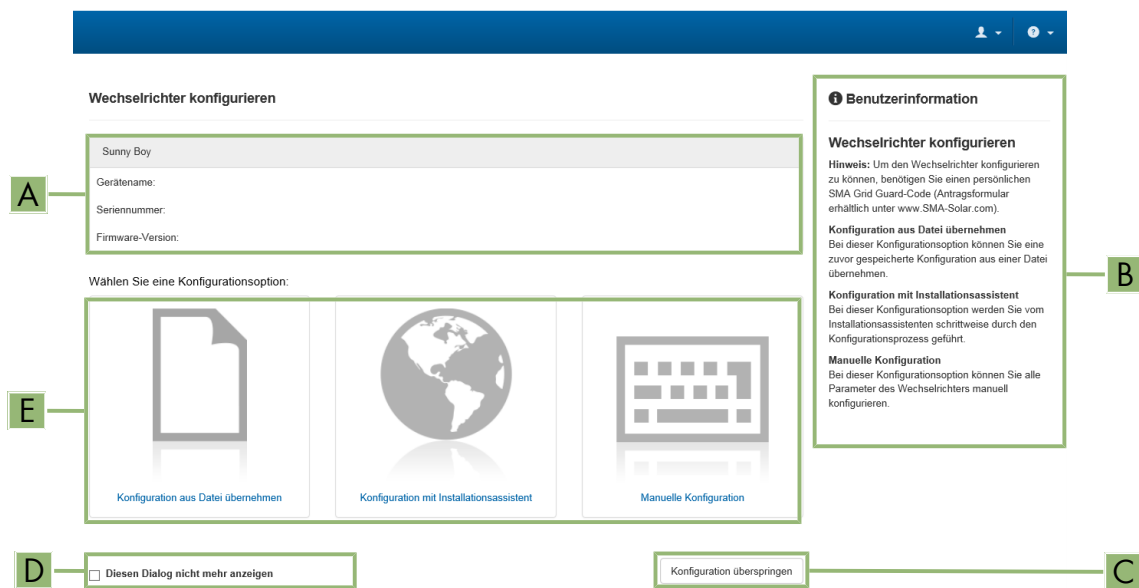 Wechselrichter konfigurieren
Sunny Boy
Gerätename:
Seriennummer:
Firmware-Version:
A
Wählen Sie eine Konfigurationsoption:
Konfiguration aus Datei übernehmen
Konfiguration mit Installationsassistent
Manuelle Konfiguration
E
Diesen Dialog nicht mehr anzeigen
D
Konfiguration überspringen
C
Benutzerinformation
Wechselrichter konfigurieren
Hinweis: Um den Wechselrichter konfigurieren
zu können, benötigen Sie einen persönlichen
SMA Grid Guard-Code (Antragsformular
erhältlich unter www.SMA-Solar.com).
Konfiguration aus Datei übernehmen
Bei dieser Konfigurationsoption können Sie eine
zuvor gespeicherte Konfiguration aus einer Datei
übernehmen.
Konfiguration mit Installationsassistent
Bei dieser Konfigurationsoption werden Sie vom
Installationsassistenten schrittweise durch den
Konfigurationsprozess geführt.
Manuelle Konfiguration
Bei dieser Konfigurationsoption können Sie alle
Parameter des Wechselrichters manuell
konfigurieren.
B